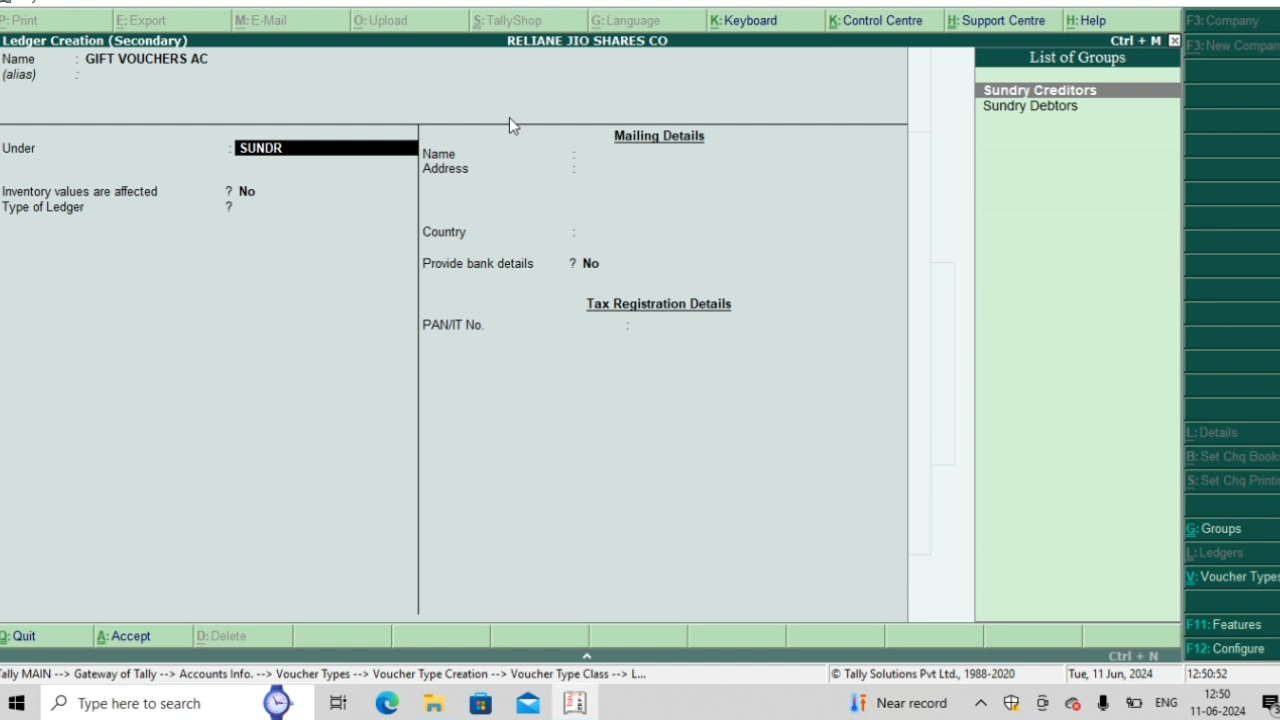 P: Print E: Export M: E-Mail O: Upload S: TallyShop G: Language K: Keyboard K: Control Centre H: Support Centre H: Help F3: Company
Ledger Creation (Secondary) RELIANE JIO SHARES CO Ctrl + M
F3: New Compan
Name : GIFT VOUCHERS AC
(alias) :
List of Groups
Sundry Creditors
Sundry Debtors
Under : SUNDR
Inventory values are affected ? No
Type of Ledger ?
Mailing Details
Name :
Address :
Country :
Provide bank details ? No
Tax Registration Details
PAN/IT No. :
L: Details
B: Set Chq Book
S: Set Chq Printi
G: Groups
L: Ledgers
V: Voucher Types
F11: Features
F12: Configure
Q: Quit A: Accept D: Delete
Ctrl + N
Tally MAIN --> Gateway of Tally --> Accounts Info. --> Voucher Types --> Voucher Type Creation --> Voucher Type Class --> L... © Tally Solutions Pvt Ltd., 1988-2020 Tue, 11 Jun, 2024 12:50:52
Type here to search Near record ENG 12:50
11-06-2024